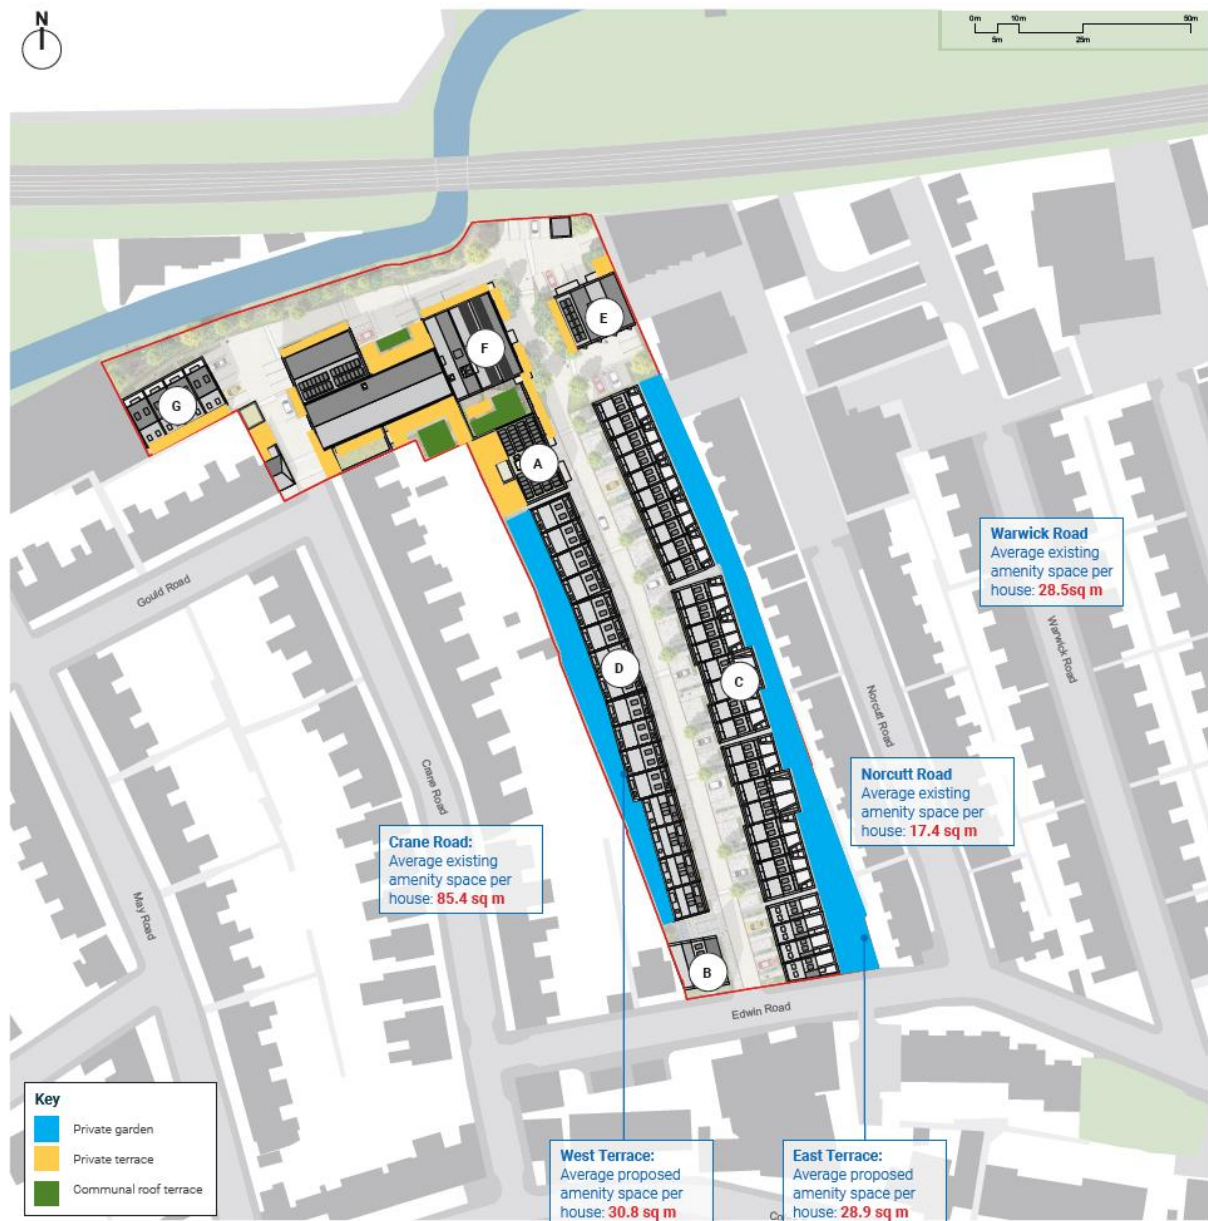 N
0m 10m 50m
5m 25m
E
F
G
A
Gould Road
Warwick Road
Average existing
amenity space per
house: 28.5sq m
Warwick Road
D
C
Norcutt Road
Crane Road
Norcutt Road
Average existing
amenity space per
house: 17.4 sq m
Crane Road:
Average existing
amenity space per
house: 85.4 sq m
May Road
B
Edwin Road
Key
Private garden
Private terrace
Communal roof terrace
West Terrace:
Average proposed
amenity space per
house: 30.8 sq m
East Terrace:
Average proposed
amenity space per
house: 28.9 sq m